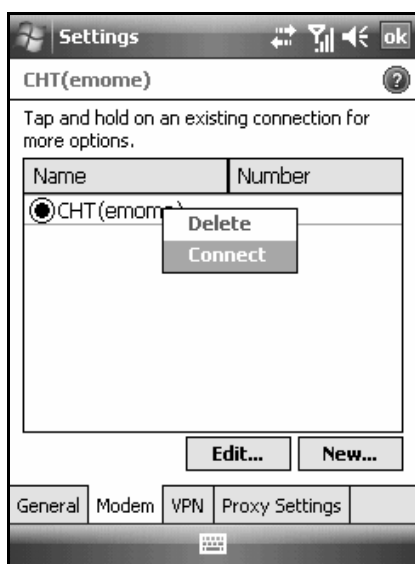 Settings
ok
CHT(emome)
?
Tap and hold on an existing connection for
more options.
Name Number
CHT(emome)
Delete
Connect
Edit... New...
General Modem VPN Proxy Settings